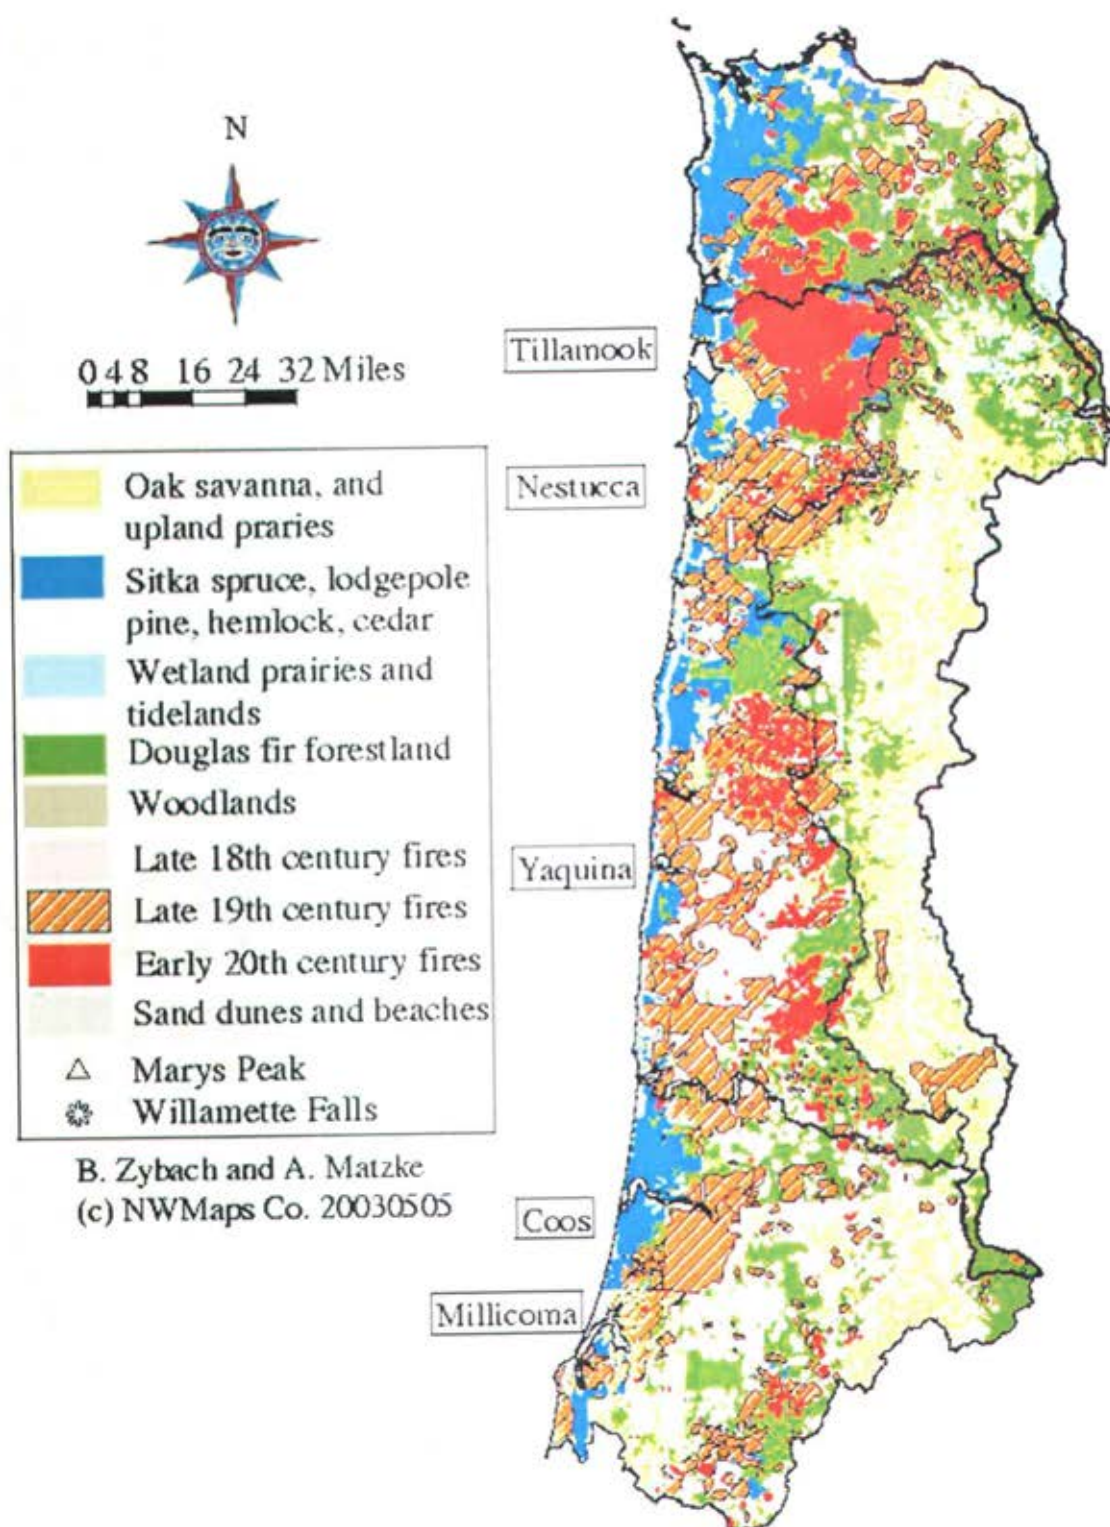 N
0 4 8 16 24 32 Miles
Tillamook
Nestucca
Yaquina
Coos
Millicoma
Oak savanna, and
upland praries
Sitka spruce, lodgepole
pine, hemlock, cedar
Wetland prairies and
tidelands
Douglas fir forestland
Woodlands
Late 18th century fires
Late 19th century fires
Early 20th century fires
Sand dunes and beaches
Marys Peak
Willamette Falls
B. Zybach and A. Matzke
(c) NWMaps Co. 20030505